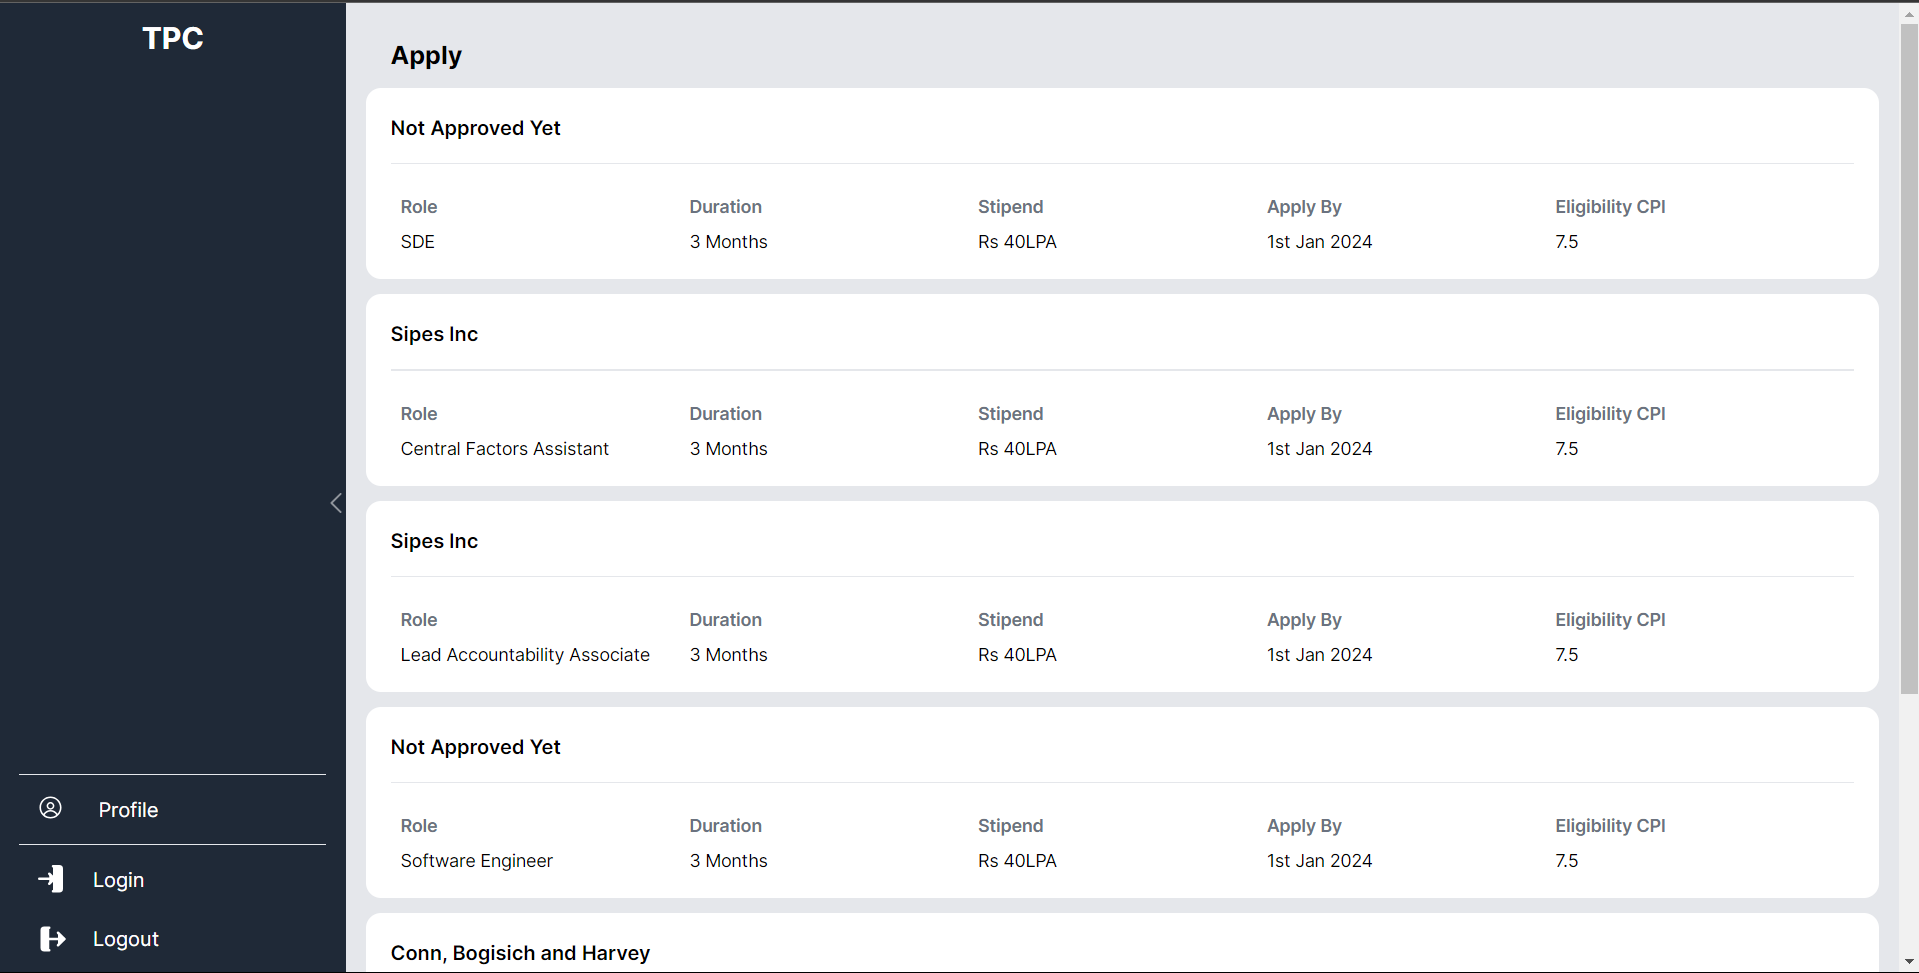 TPC
Apply
Not Approved Yet
Role Duration Stipend Apply By Eligibility CPI
SDE 3 Months Rs 40LPA 1st Jan 2024 7.5
Sipes Inc
Role Duration Stipend Apply By Eligibility CPI
Central Factors Assistant 3 Months Rs 40LPA 1st Jan 2024 7.5
Sipes Inc
Role Duration Stipend Apply By Eligibility CPI
Lead Accountability Associate 3 Months Rs 40LPA 1st Jan 2024 7.5
Not Approved Yet
Role Duration Stipend Apply By Eligibility CPI
Software Engineer 3 Months Rs 40LPA 1st Jan 2024 7.5
Conn, Bogisich and Harvey
Profile
Login
Logout